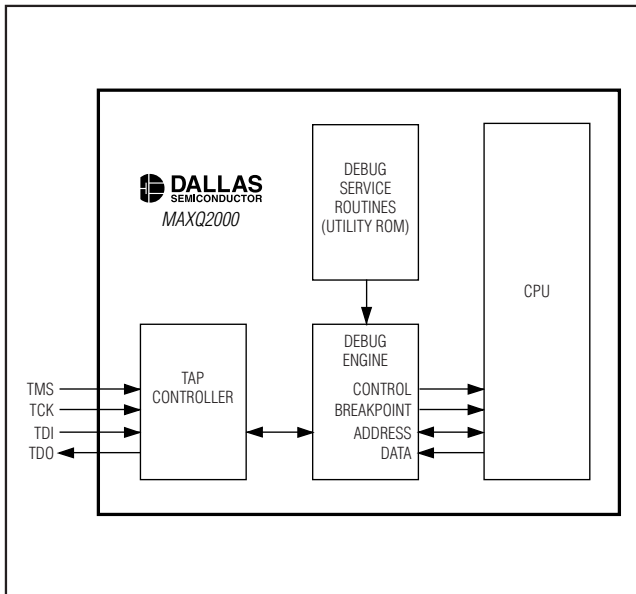 DALLAS
SEMICONDUCTOR
MAXQ2000
DEBUG
SERVICE
ROUTINES
(UTILITY ROM)
CPU
TAP
CONTROLLER
DEBUG
ENGINE
CONTROL
BREAKPOINT
ADDRESS
DATA
TMS
TCK
TDI
TDO